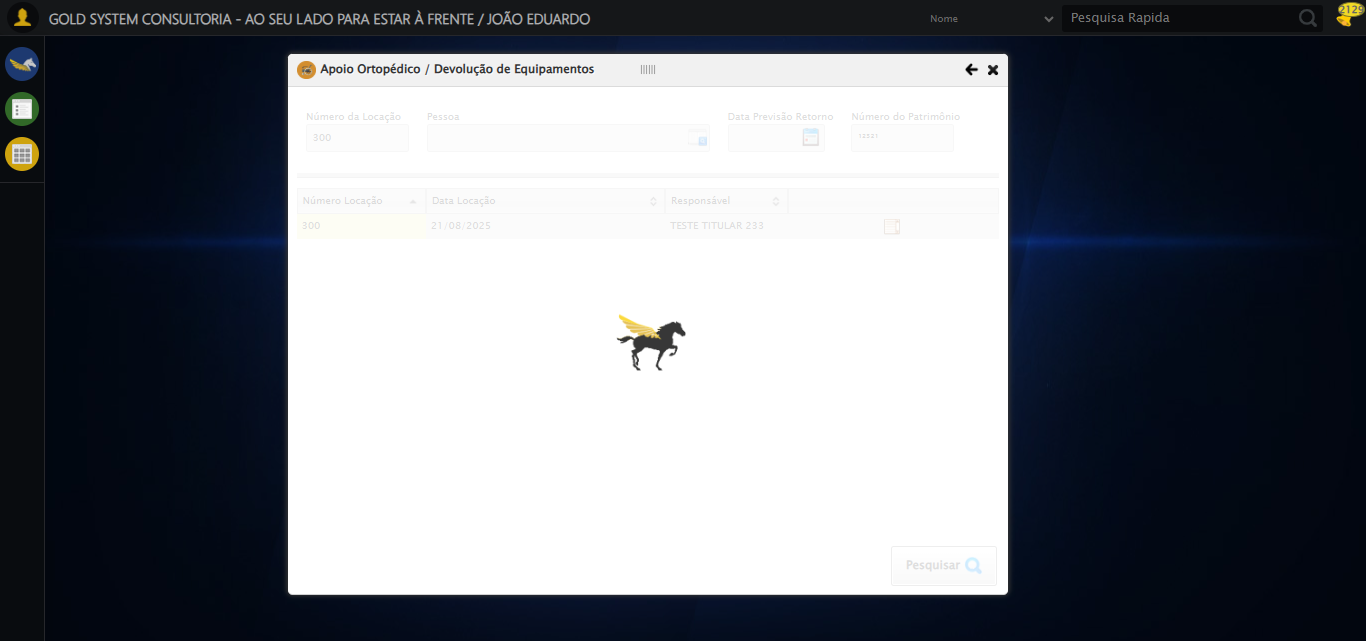 GOLD SYSTEM CONSULTORIA - AO SEU LADO PARA ESTAR À FRENTE / JOÃO EDUARDO
Nome
Pesquisa Rapida
2129
Apoio Ortopédico / Devolução de Equipamentos
Número da Locação
Pessoa
Data Previsão Retorno
Número do Patrimônio
300
12521
Número Locação
Data Locação
Responsável
300
21/08/2025
TESTE TITULAR 233
Pesquisar